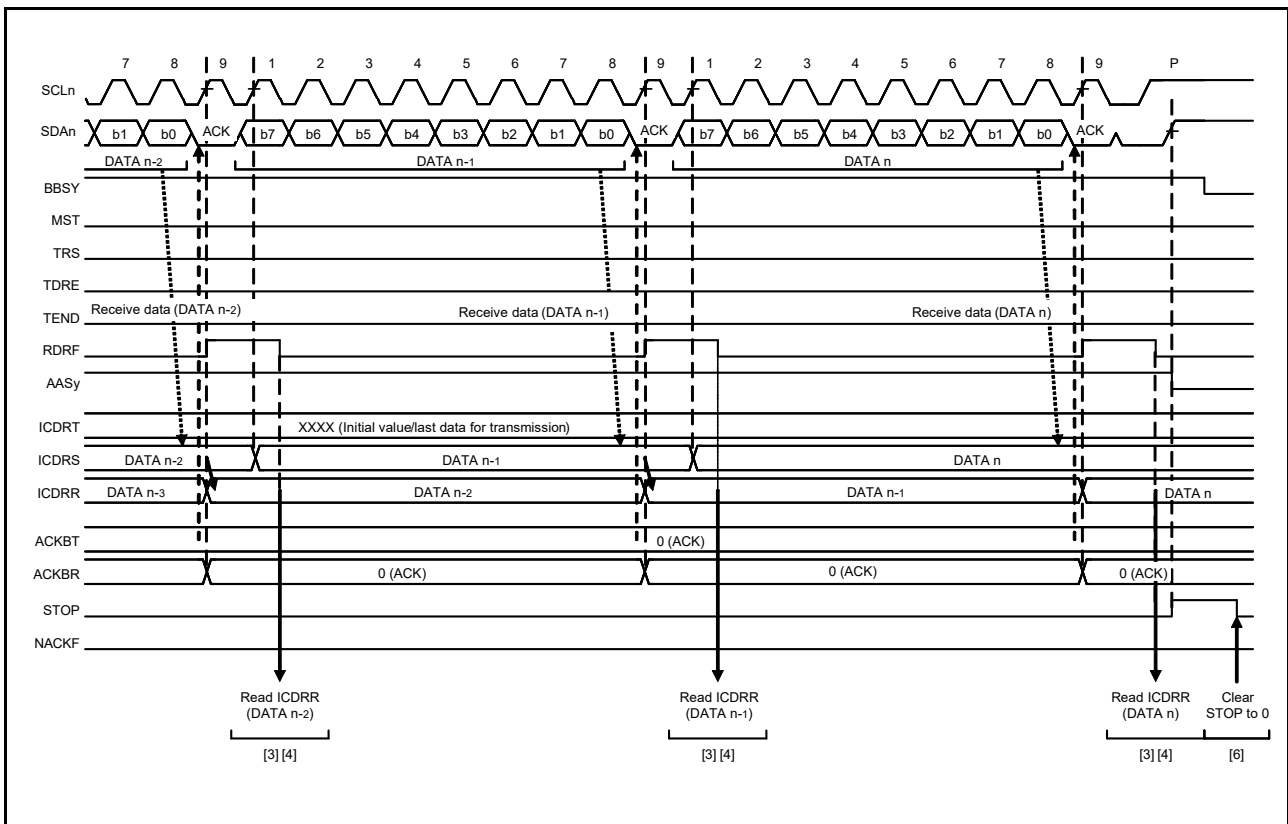 7 8 9 1 2 3 4 5 6 7 8 9 1 2 3 4 5 6 7 8 9 P
SCLn
SDAn b1 b0 ACK b7 b6 b5 b4 b3 b2 b1 b0 ACK b7 b6 b5 b4 b3 b2 b1 b0 ACK
DATA n-2 DATA n-1 DATA n
BBSY
MST
TRS
TDRE
Receive data (DATA n-2) Receive data (DATA n-1) Receive data (DATA n)
TEND
RDRF
AASy
ICDRT XXXX (Initial value/last data for transmission)
ICDRS DATA n-2 DATA n-1 DATA n
ICDRR DATA n-3 DATA n-2 DATA n-1 DATA n
ACKBT 0 (ACK)
ACKBR 0 (ACK) 0 (ACK) 0 (ACK)
STOP
NACKF
Read ICDRR Read ICDRR Read ICDRR Clear
(DATA n-2) (DATA n-1) (DATA n) STOP to 0
[3] [4] [3] [4] [3] [4] [6]